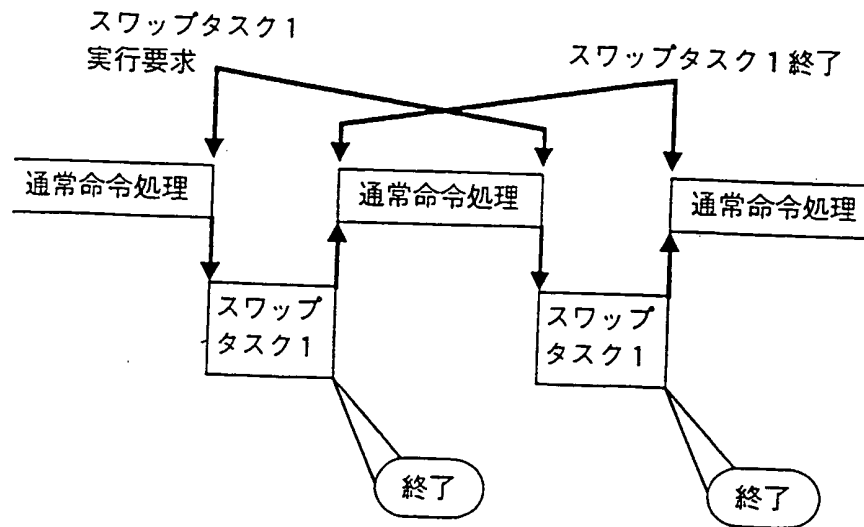 スワップタスク1
実行要求
スワップタスク1終了
通常命令処理
通常命令処理
通常命令処理
スワップ
タスク1
スワップ
タスク1
終了
終了